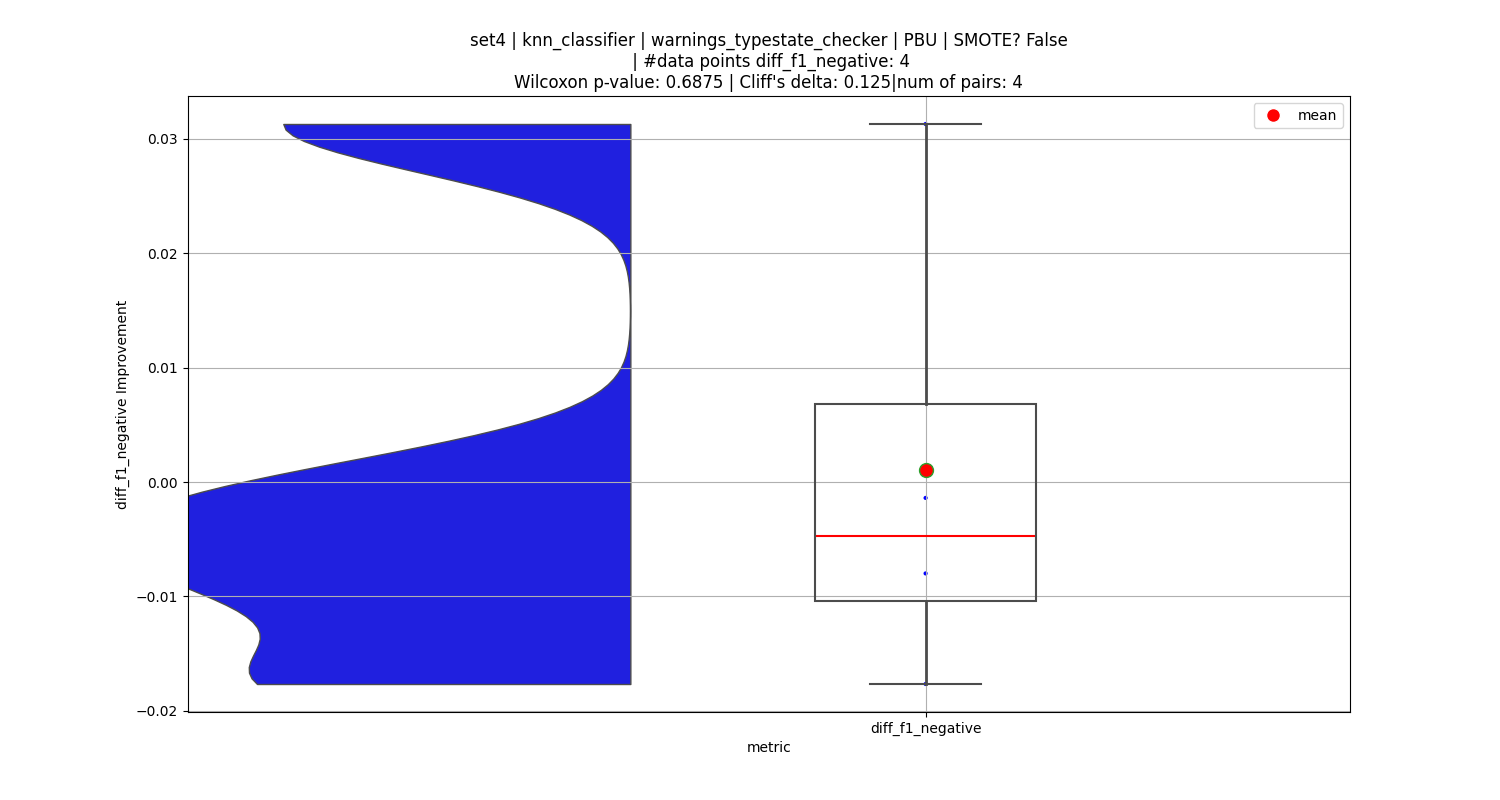 set4 | knn_classifier | warnings_typestate_checker | PBU | SMOTE? False
| #data points diff_f1_negative: 4
Wilcoxon p-value: 0.6875 | Cliff's delta: 0.125|num of pairs: 4
mean
0.03
0.02
0.01
0.00
−0.01
−0.02
diff_f1_negative Improvement
diff_f1_negative
metric